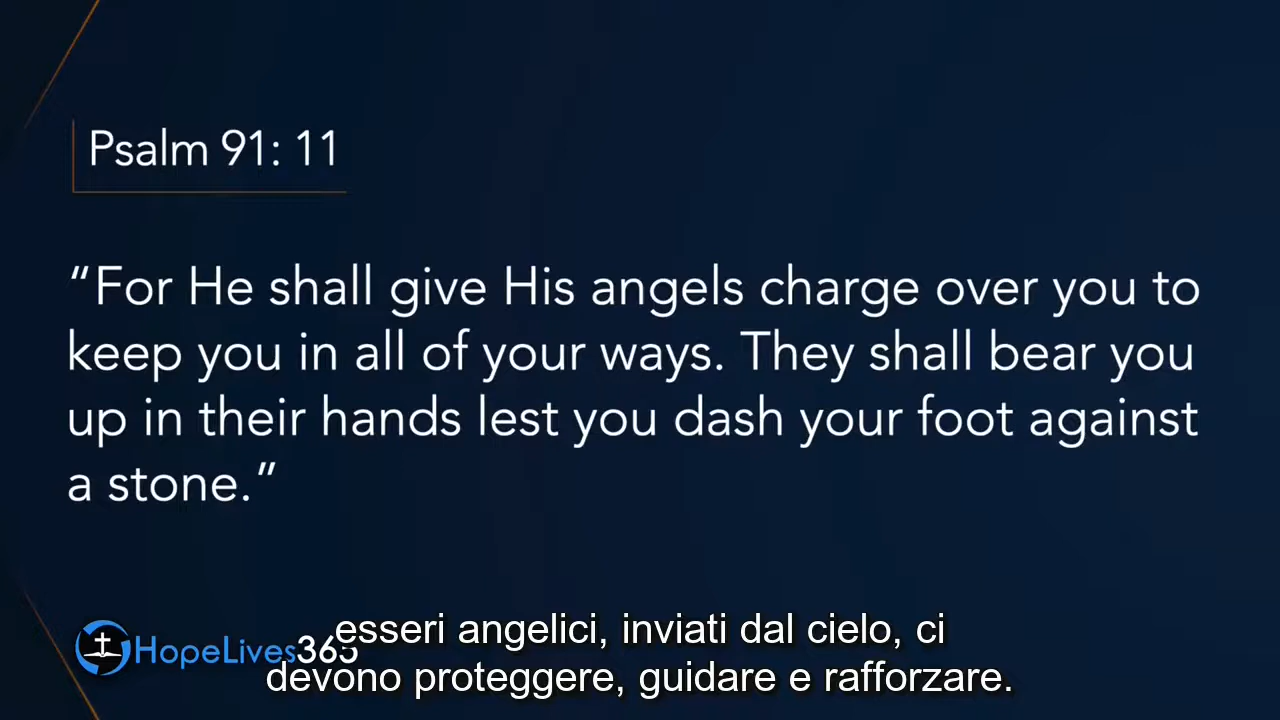 Psalm 91: 11
“For He shall give His angels charge over you to
keep you in all of your ways. They shall bear you
up in their hands lest you dash your foot against
a stone.”
HopeLives365
esseri angelici, inviati dal cielo, ci
devono proteggere, guidare e rafforzare.